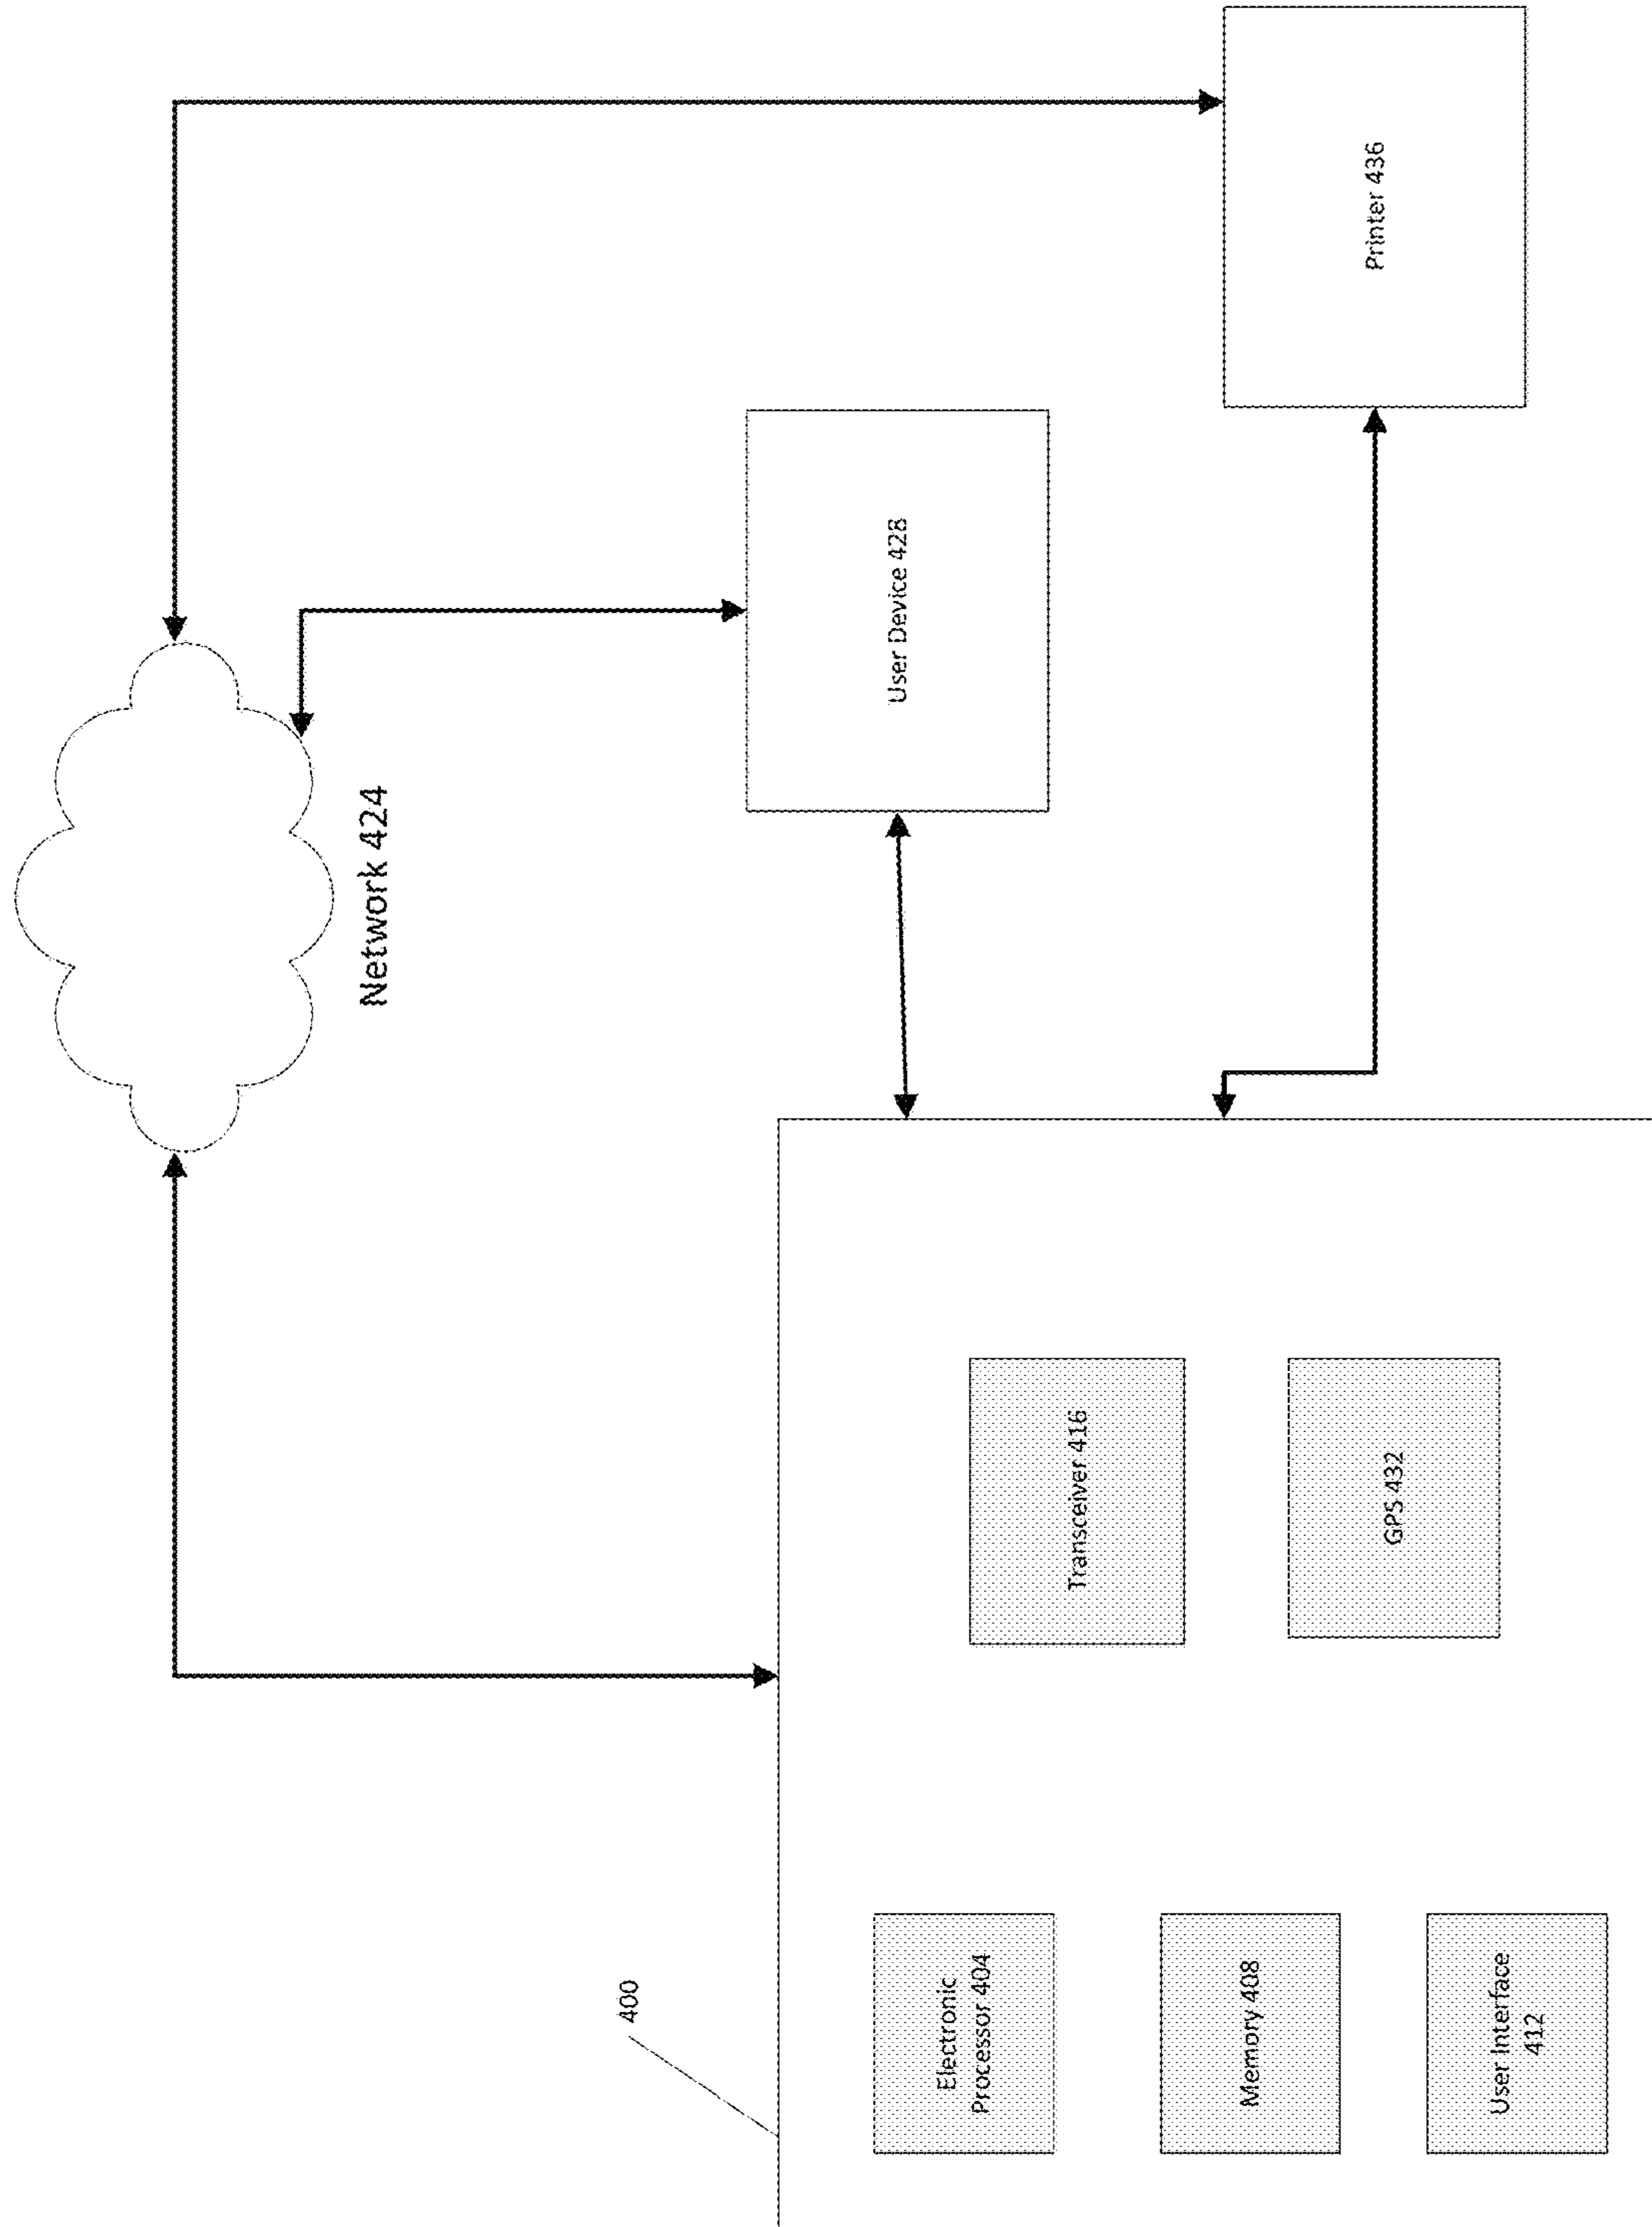 Network 424
400
Electronic
Processor 404
Transceiver 416
User Device 428
Memory 408
GPS 432
Printer 436
User Interface
412